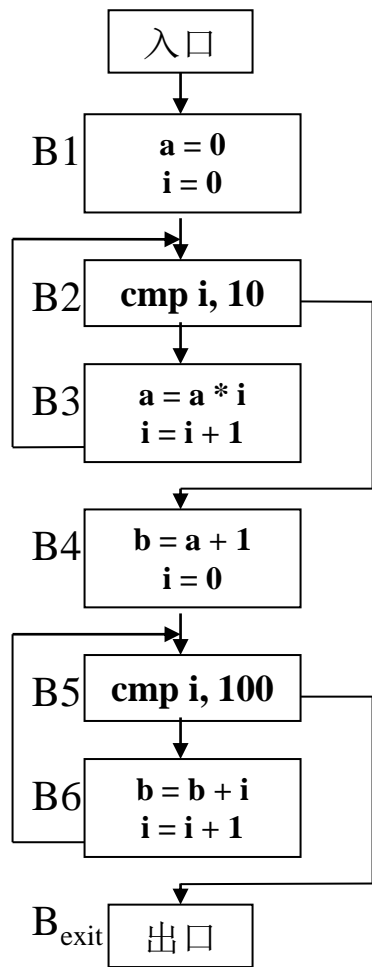 入口
B1
a = 0
i = 0
B2
cmp i, 10
B3
a = a * i
i = i + 1
B4
b = a + 1
i = 0
B5
cmp i, 100
B6
b = b + i
i = i + 1
Bexit
出口